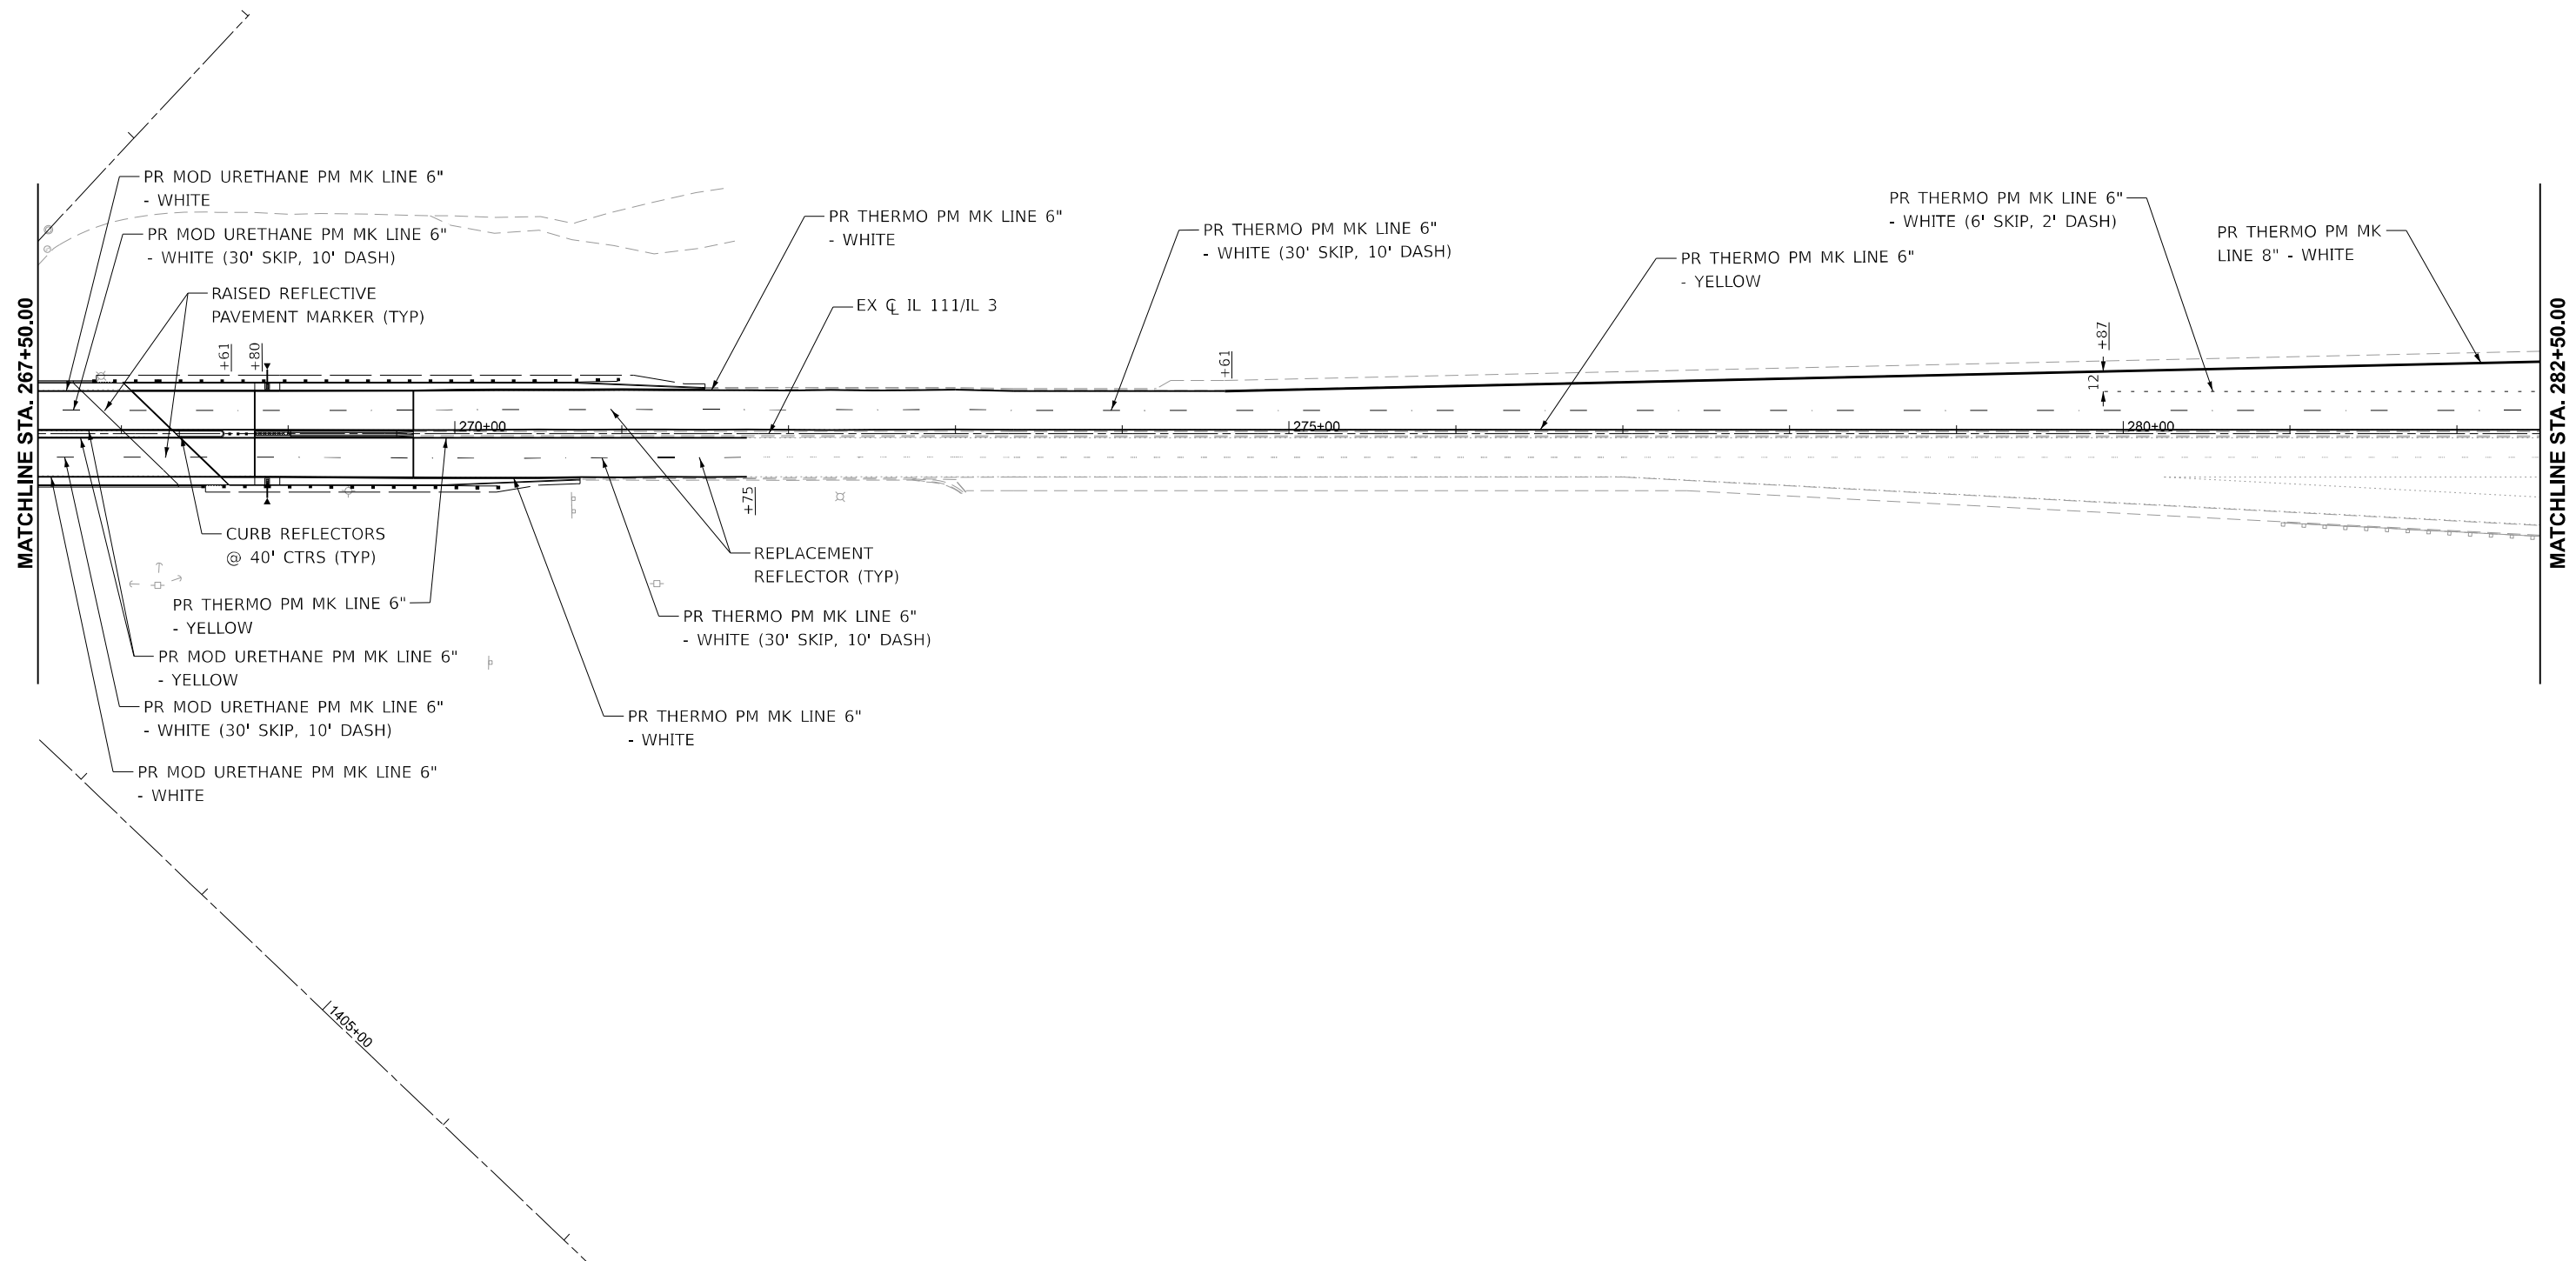 PR MOD URETHANE PM MK LINE 6"
- WHITE
PR MOD URETHANE PM MK LINE 6"
- WHITE (30' SKIP, 10' DASH)
RAISED REFLECTIVE
PAVEMENT MARKER (TYP)
PR THERMO PM MK LINE 6"
- WHITE
EX ℄ IL 111/IL 3
PR THERMO PM MK LINE 6"
- WHITE (30' SKIP, 10' DASH)
PR THERMO PM MK LINE 6"
- YELLOW
PR THERMO PM MK LINE 6"
- WHITE (6' SKIP, 2' DASH)
PR THERMO PM MK
LINE 8" - WHITE
MATCHLINE STA. 267+50.00
+61
+80
+61
+87
12
MATCHLINE STA. 282+50.00
270+00
275+00
280+00
+75
CURB REFLECTORS
@ 40' CTRS (TYP)
REPLACEMENT
REFLECTOR (TYP)
PR THERMO PM MK LINE 6"
- YELLOW
PR THERMO PM MK LINE 6"
- WHITE (30' SKIP, 10' DASH)
PR MOD URETHANE PM MK LINE 6"
- YELLOW
PR MOD URETHANE PM MK LINE 6"
- WHITE (30' SKIP, 10' DASH)
PR THERMO PM MK LINE 6"
- WHITE
PR MOD URETHANE PM MK LINE 6"
- WHITE
1405+00